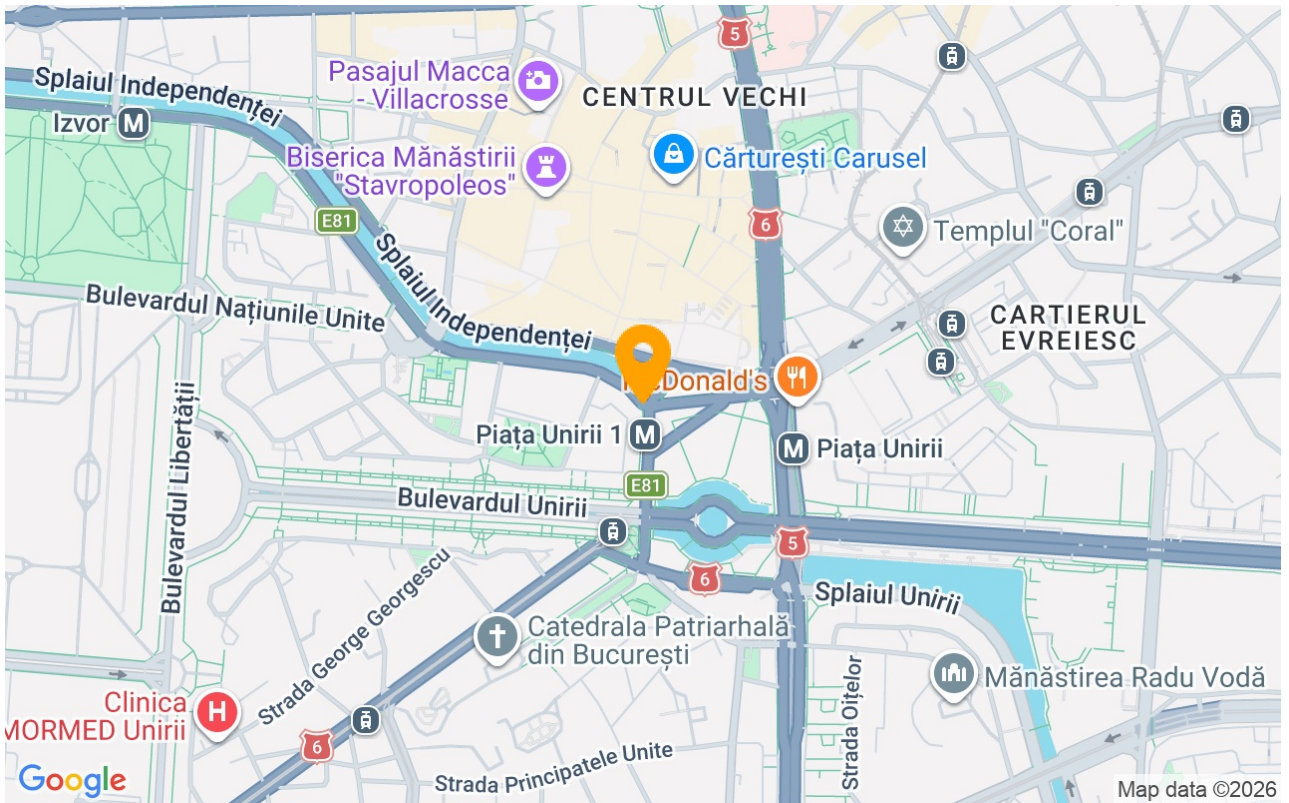 5
Pasajul Macca
- Villacrosse
CENTRUL VECHI
Splaiul Independenței
Izvor M
Cărturești Carusel
Biserica Mănăstirii
"Stavropoleos"
E81
6
Templul "Coral"
Splaiul Independenței
Bulevardul Națiunile Unite
CARTIERUL
EVREIESC
McDonald's
Piața Unirii 1 M
M Piața Unirii
Bulevardul Libertății
E81
Bulevardul Unirii
5
6
Splaiul Unirii
Strada George Georgescu
Catedrala Patriarhală
din București
Mănăstirea Radu Vodă
Strada Oițelor
Clinica
MORMED Unirii
H
6
Strada Principatele Unite
Google
Map data ©2026